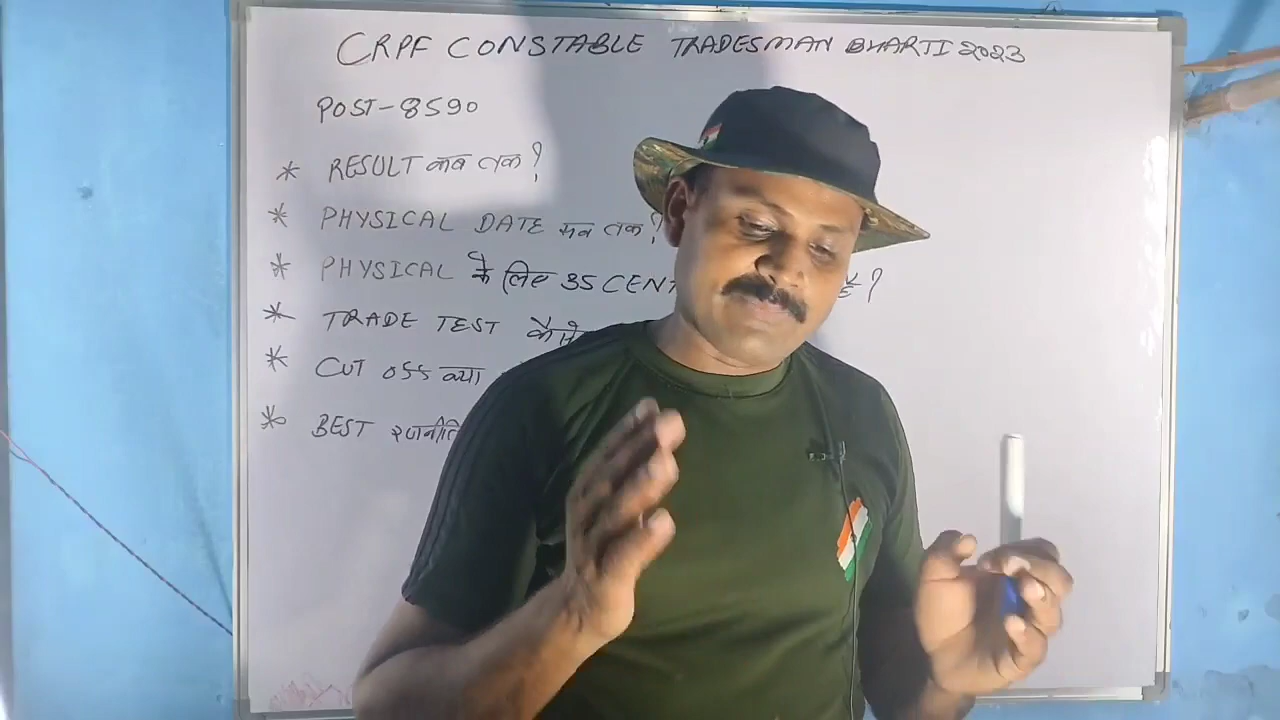 CRPF CONSTABLE TRADESMAN BHARTI 2023
POST-8590
* RESULT कब तक?
* PHYSICAL DATE कब तक?
* PHYSICAL के लिए 35 CENT है?
* TRADE TEST कैसे
* CUT OFF क्या
* BEST रणनीति